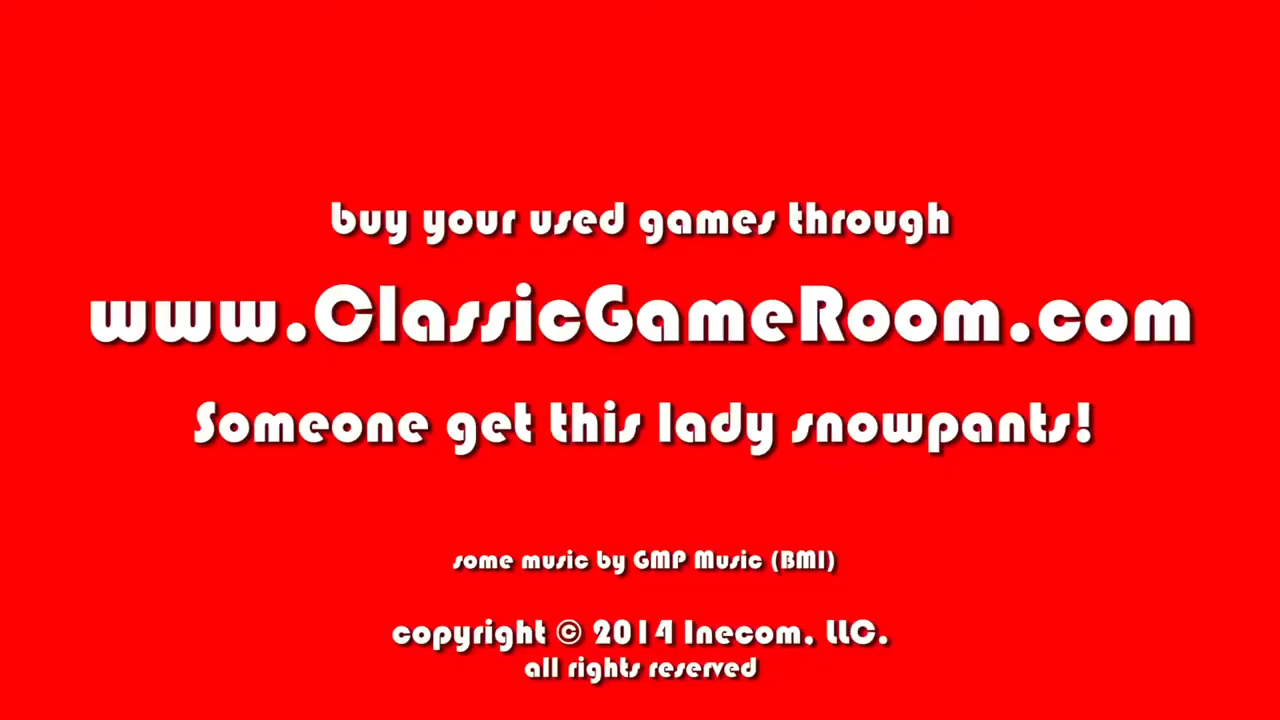 buy your used games through
www.ClassicGameRoom.com
Someone get this lady snowpants!
some music by GMP Music (BMI)
copyright © 2014 Inecom, LLC.
all rights reserved